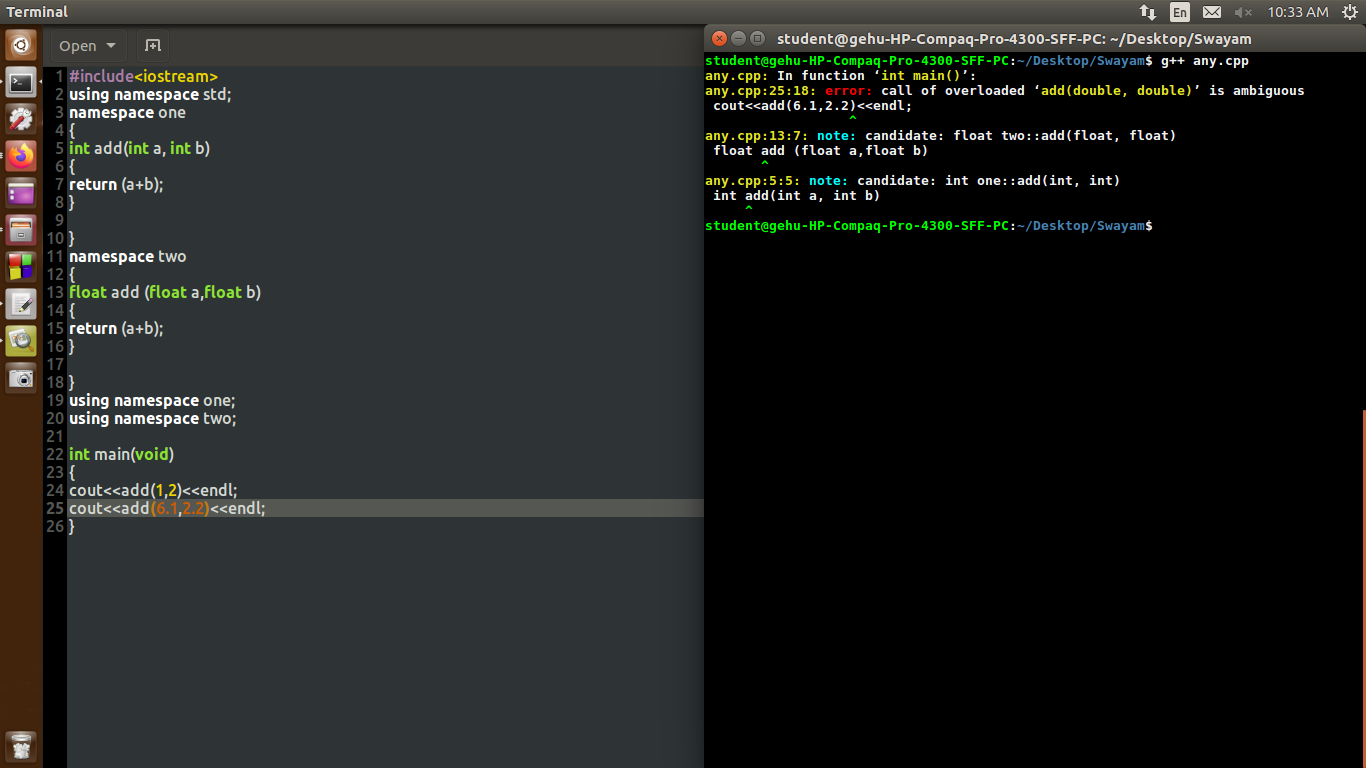 Terminal
En
10:33 AM
Open
student@gehu-HP-Compaq-Pro-4300-SFF-PC: ~/Desktop/Swayam
1 #include<iostream>
2 using namespace std;
3 namespace one
4 {
5 int add(int a, int b)
6 {
7 return (a+b);
8 }
9
10 }
11 namespace two
12 {
13 float add (float a,float b)
14 {
15 return (a+b);
16 }
17
18 }
19 using namespace one;
20 using namespace two;
21
22 int main(void)
23 {
24 cout<<add(1,2)<<endl;
25 cout<<add(6.1,2.2)<<endl;
26 }
student@gehu-HP-Compaq-Pro-4300-SFF-PC:~/Desktop/Swayam$ g++ any.cpp
any.cpp: In function ‘int main()’:
any.cpp:25:18: error: call of overloaded ‘add(double, double)’ is ambiguous
 cout<<add(6.1,2.2)<<endl;
                  ^
any.cpp:13:7: note: candidate: float two::add(float, float)
 float add (float a,float b)
       ^
any.cpp:5:5: note: candidate: int one::add(int, int)
 int add(int a, int b)
     ^
student@gehu-HP-Compaq-Pro-4300-SFF-PC:~/Desktop/Swayam$